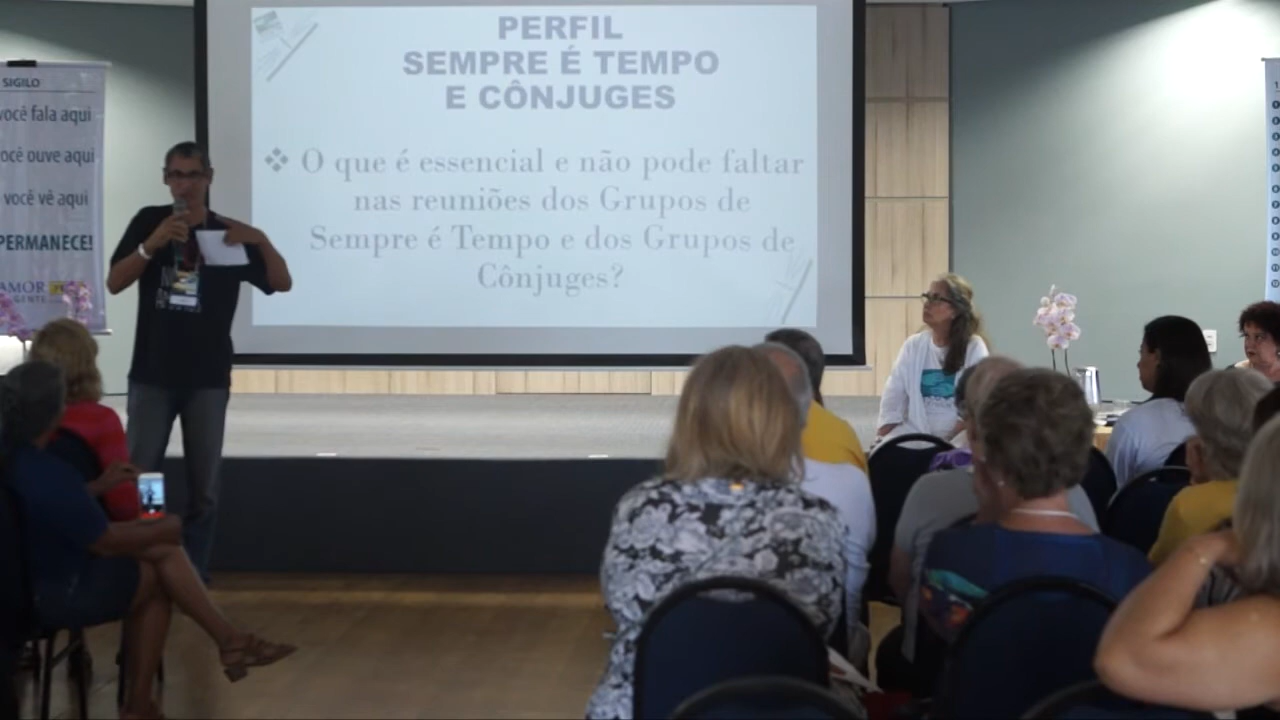 SIGILO
você fala aqui
você ouve aqui
você vê aqui
PERMANECE!
AMOR
PERFIL
SEMPRE É TEMPO
E CÔNJUGES
❖ O que é essencial e não pode faltar
nas reuniões dos Grupos de
Sempre é Tempo e dos Grupos de
Cônjuges?